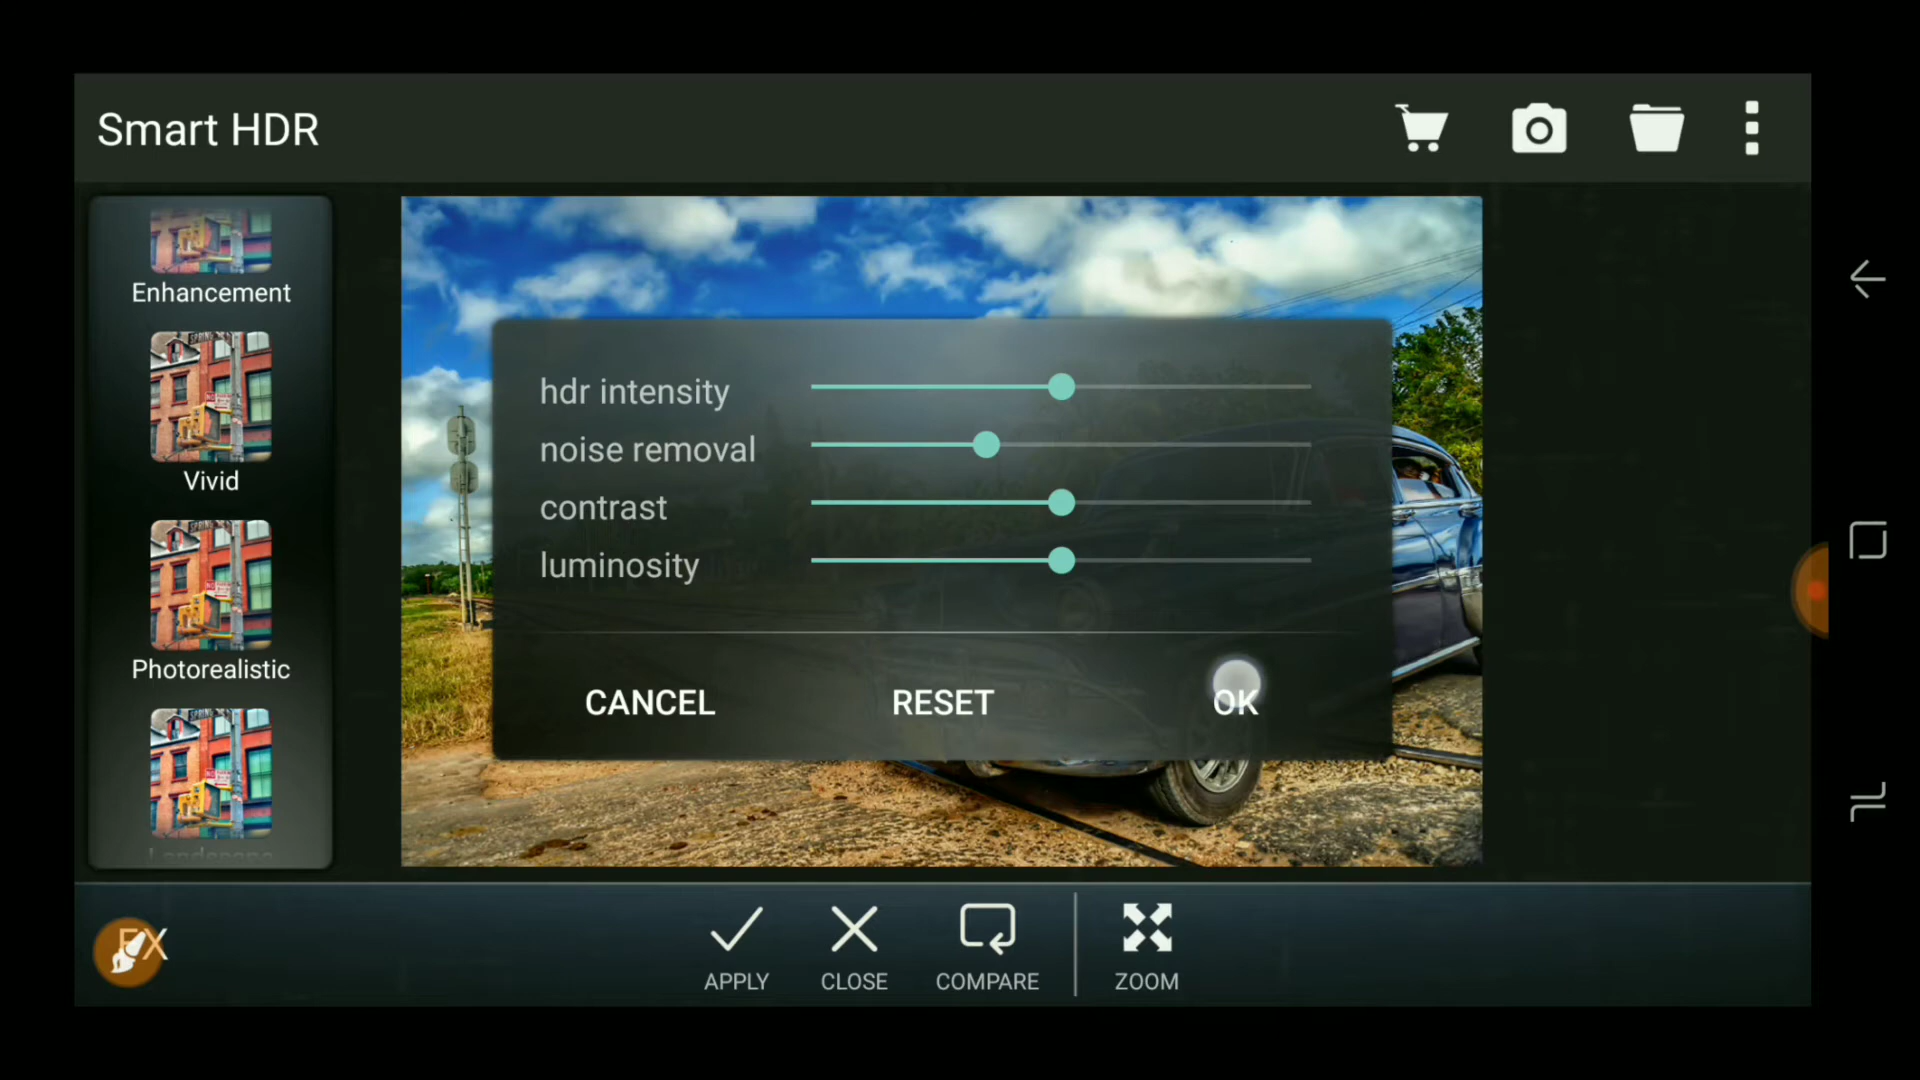 Smart HDR
Enhancement
Vivid
Photorealistic
Landscape
hdr intensity
noise removal
contrast
luminosity
CANCEL
RESET
OK
FX
APPLY
CLOSE
COMPARE
ZOOM